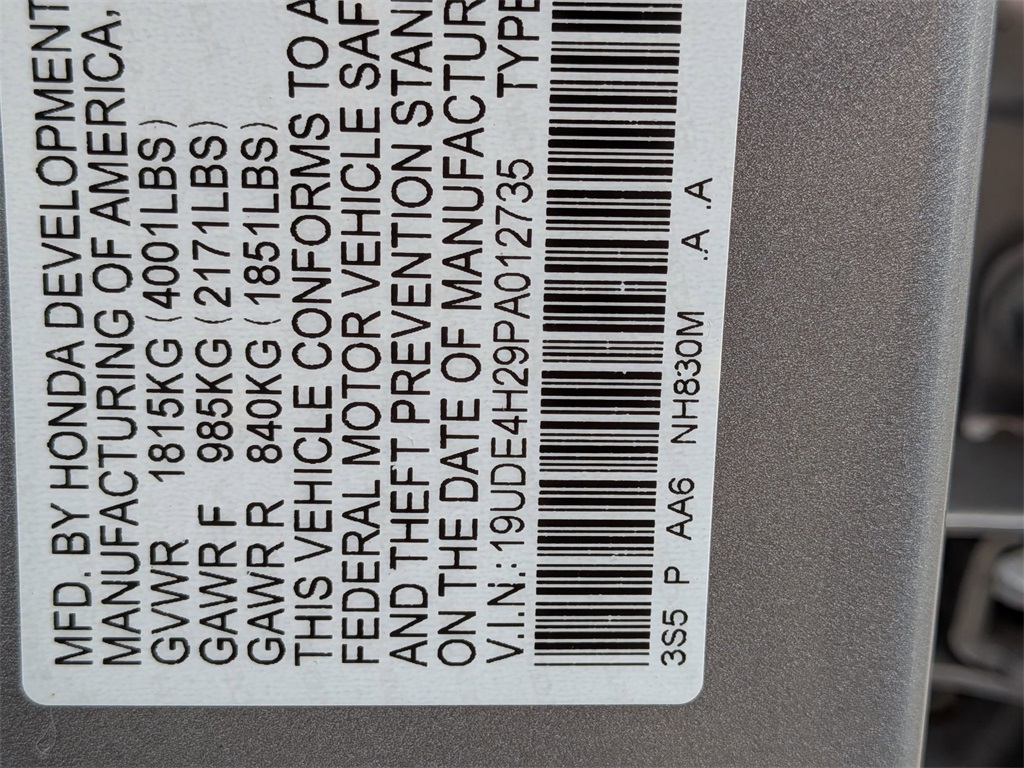 MFD. BY HONDA DEVELOPMENT
MANUFACTURING OF AMERICA,
GVWR 1815KG (4001LBS)
GAWR F 985KG (2171LBS)
GAWR R 840KG (1851LBS)
THIS VEHICLE CONFORMS TO A
FEDERAL MOTOR VEHICLE SAF
AND THEFT PREVENTION STAN
ON THE DATE OF MANUFACTUR
V.I.N.: 19UDE4H29PA012735 TYPE
3S5 P AA6 NH830M .A .A